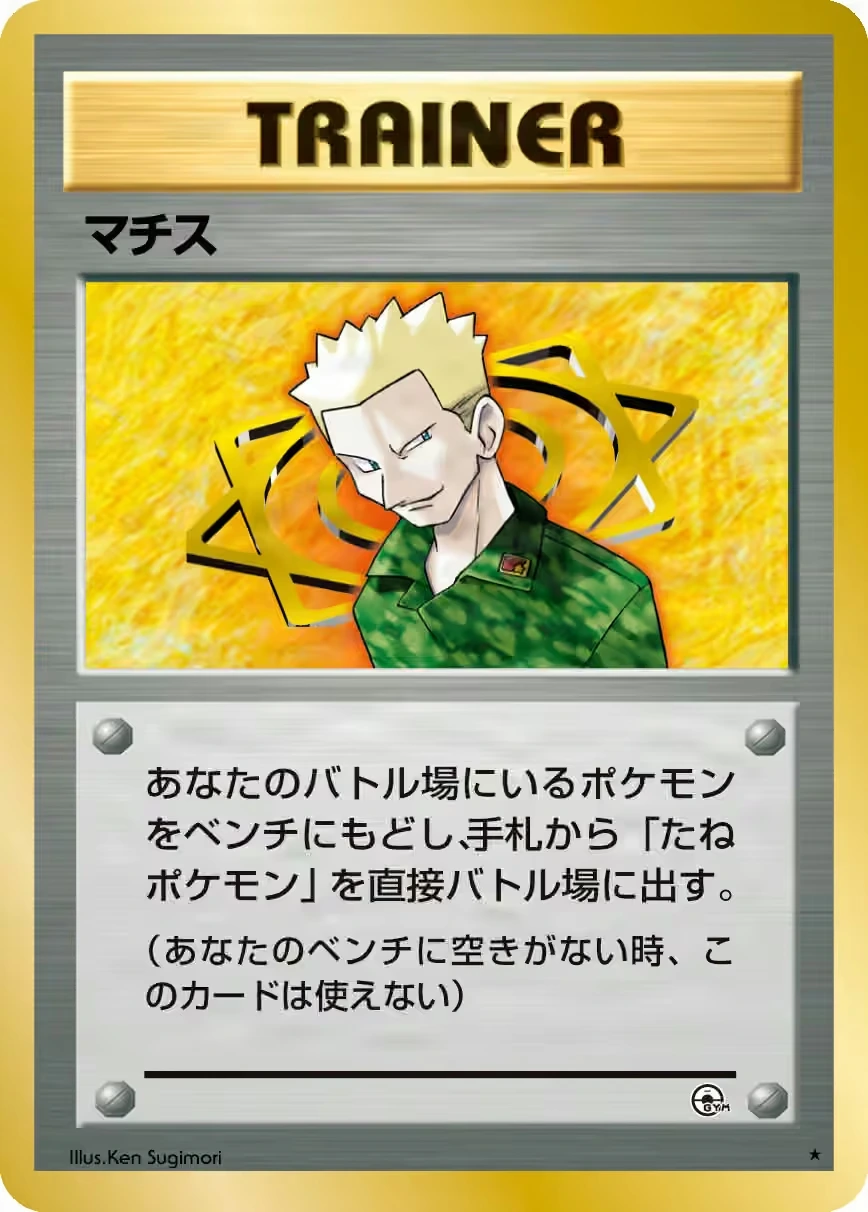 TRAINER
マチス
あなたのバトル場にいるポケモン
をベンチにもどし、手札から「たね
ポケモン」を直接バトル場に出す。
（あなたのベンチに空きがない時、こ
のカードは使えない）
GYM
Illus.Ken Sugimori
★